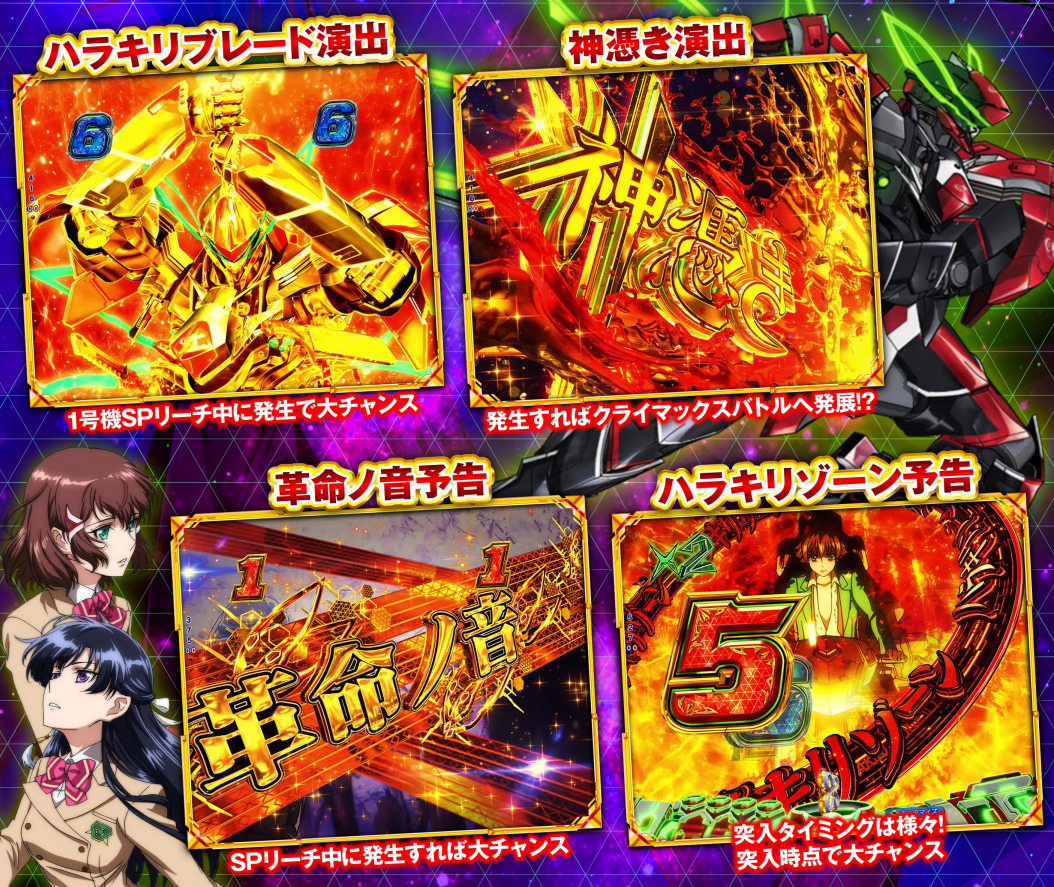 ハラキリブレード演出
神憑き演出
6
6
神憑き
1号機SPリーチ中に発生で大チャンス
発生すればクライマックスバトルへ発展!?
革命ノ音予告
ハラキリゾーン予告
1
1
革命ノ音
×2
5
キリゾーン
SPリーチ中に発生すれば大チャンス
突入タイミングは様々!
突入時点で大チャンス